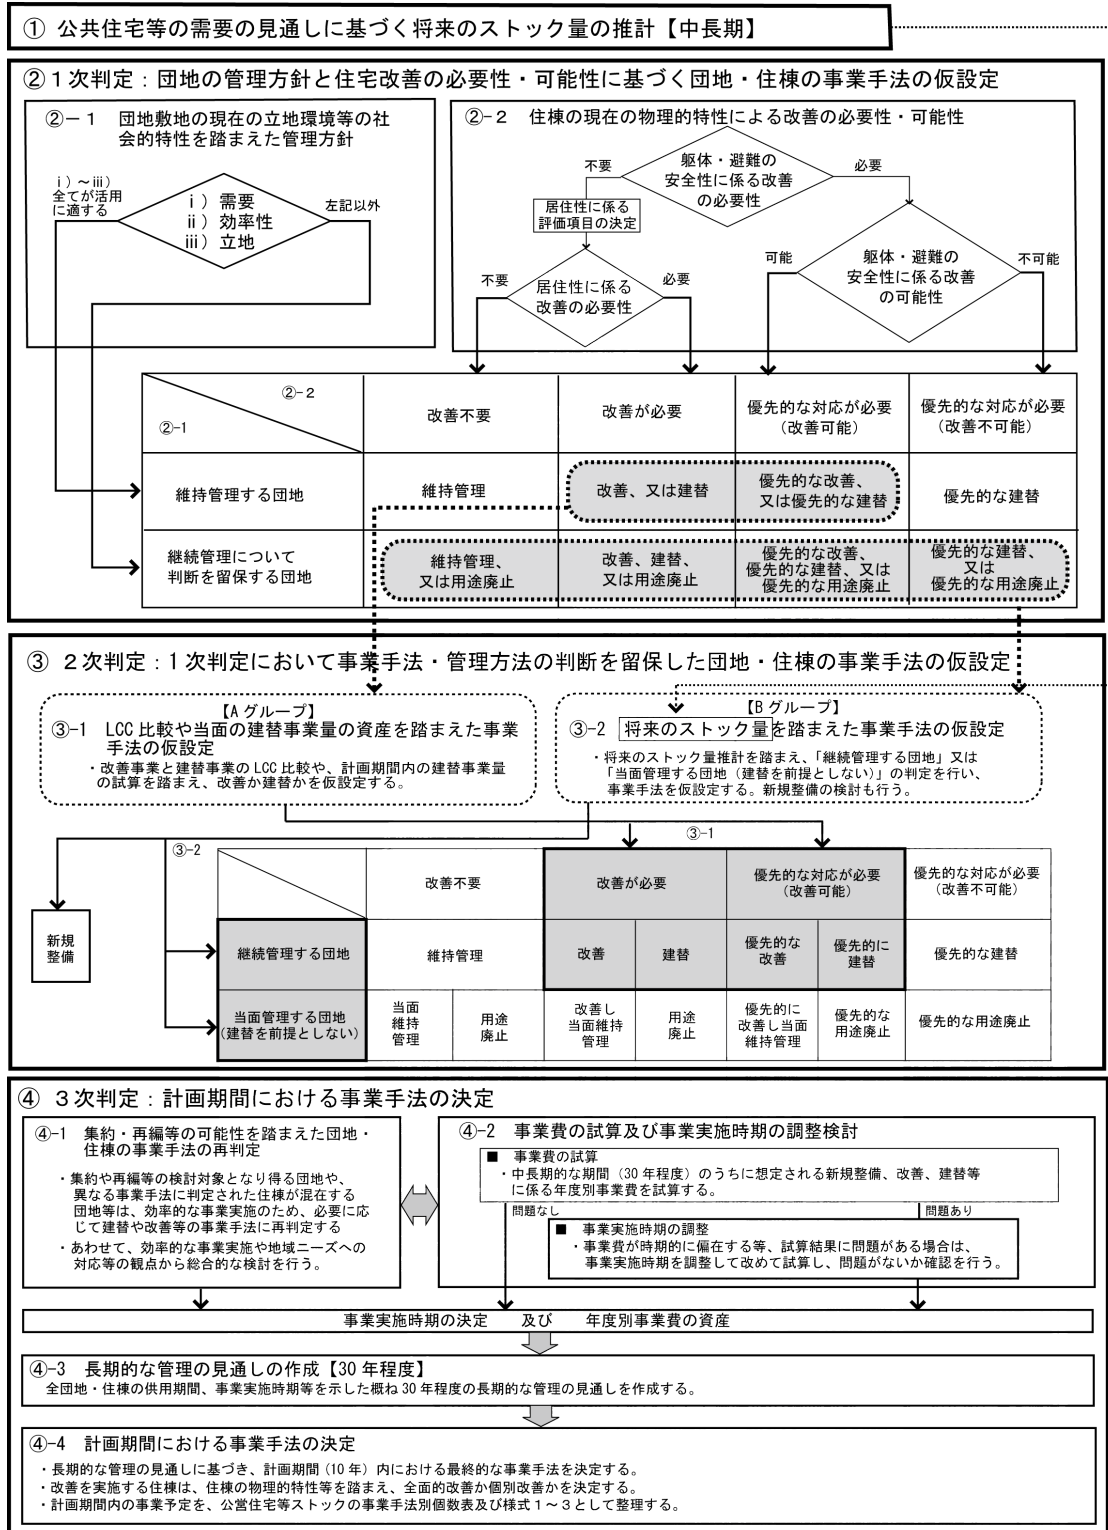 ① 公共住宅等の需要の見通しに基づく将来のストック量の推計【中長期】
②１次判定：団地の管理方針と住宅改善の必要性・可能性に基づく団地・住棟の事業手法の仮設定
②－１　団地敷地の現在の立地環境等の社
会的特性を踏まえた管理方針
ⅰ）～ⅲ）
全てが活用
に適する
ⅰ）需要
ⅱ）効率性
ⅲ）立地
左記以外
②-２　住棟の現在の物理的特性による改善の必要性・可能性
不要
躯体・避難の
安全性に係る改善
の必要性
必要
居住性に係る
評価項目の決定
不要
居住性に係る
改善の必要性
必要
可能
躯体・避難の
安全性に係る改善
の可能性
不可能
②-２
②-1
改善不要
改善が必要
優先的な対応が必要
（改善可能）
優先的な対応が必要
（改善不可能）
維持管理する団地
維持管理
改善、又は建替
優先的な改善、
又は優先的な建替
優先的な建替
継続管理について
判断を留保する団地
維持管理、
又は用途廃止
改善、建替、
又は用途廃止
優先的な改善、
優先的な建替、又は
優先的な用途廃止
優先的な建替、
又は
優先的な用途廃止
③ ２次判定：１次判定において事業手法・管理方法の判断を留保した団地・住棟の事業手法の仮設定
【Aグループ】
③-1 LCC 比較や当面の建替事業量の資産を踏まえた事業
手法の仮設定
・改善事業と建替事業の LCC 比較や、計画期間内の建替事業量
の試算を踏まえ、改善か建替かを仮設定する。
【Bグループ】
③-2 将来のストック量を踏まえた事業手法の仮設定
・将来のストック量推計を踏まえ、「継続管理する団地」又は
「当面管理する団地（建替を前提としない）」の判定を行い、
事業手法を仮設定する。新規整備の検討も行う。
③-1
③-2
新規
整備
改善不要
改善が必要
優先的な対応が必要
（改善可能）
優先的な対応が必要
（改善不可能）
継続管理する団地
維持管理
改善
建替
優先的な
改善
優先的に
建替
優先的な建替
当面管理する団地
（建替を前提としない）
当面
維持
管理
用途
廃止
改善し
当面維持
管理
用途
廃止
優先的に
改善し当面
維持管理
優先的な
用途廃止
優先的な用途廃止
④ ３次判定：計画期間における事業手法の決定
④-1　集約・再編等の可能性を踏まえた団地・
住棟の事業手法の再判定
・集約や再編等の検討対象となり得る団地や、
異なる事業手法に判定された住棟が混在する
団地等は、効率的な事業実施のため、必要に応
じて建替や改善等の事業手法に再判定する
・あわせて、効率的な事業実施や地域ニーズへの
対応等の観点から総合的な検討を行う。
④-2　事業費の試算及び事業実施時期の調整検討
■　事業費の試算
・中長期的な期間（30 年程度）のうちに想定される新規整備、改善、建替等
に係る年度別事業費を試算する。
問題なし
問題あり
■　事業実施時期の調整
・事業費が時期的に偏在する等、試算結果に問題がある場合は、
事業実施時期を調整して改めて試算し、問題がないか確認を行う。
事業実施時期の決定　及び　年度別事業費の資産
④-3　長期的な管理の見通しの作成【30 年程度】
全団地・住棟の供用期間、事業実施時期等を示した概ね 30 年程度の長期的な管理の見通しを作成する。
④-4　計画期間における事業手法の決定
・長期的な管理の見通しに基づき、計画期間（10 年）内における最終的な事業手法を決定する。
・改善を実施する住棟は、住棟の物理的特性等を踏まえ、全面的改善か個別改善かを決定する。
・計画期間内の事業予定を、公営住宅等ストックの事業手法別個数表及び様式１～３として整理する。